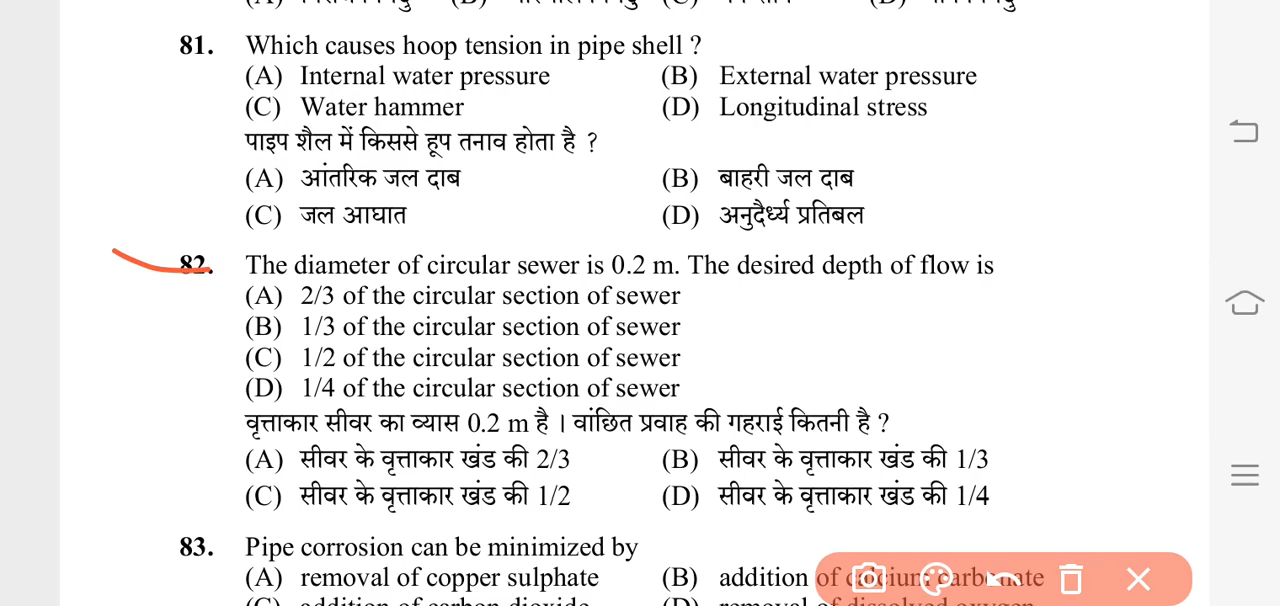 81. Which causes hoop tension in pipe shell ?
(A) Internal water pressure (B) External water pressure
(C) Water hammer (D) Longitudinal stress
पाइप शैल में किससे हूप तनाव होता है ?
(A) आंतरिक जल दाब (B) बाहरी जल दाब
(C) जल आघात (D) अनुदैर्ध्य प्रतिबल
82. The diameter of circular sewer is 0.2 m. The desired depth of flow is
(A) 2/3 of the circular section of sewer
(B) 1/3 of the circular section of sewer
(C) 1/2 of the circular section of sewer
(D) 1/4 of the circular section of sewer
वृत्ताकार सीवर का व्यास 0.2 m है । वांछित प्रवाह की गहराई कितनी है ?
(A) सीवर के वृत्ताकार खंड की 2/3 (B) सीवर के वृत्ताकार खंड की 1/3
(C) सीवर के वृत्ताकार खंड की 1/2 (D) सीवर के वृत्ताकार खंड की 1/4
83. Pipe corrosion can be minimized by
(A) removal of copper sulphate (B) addition of